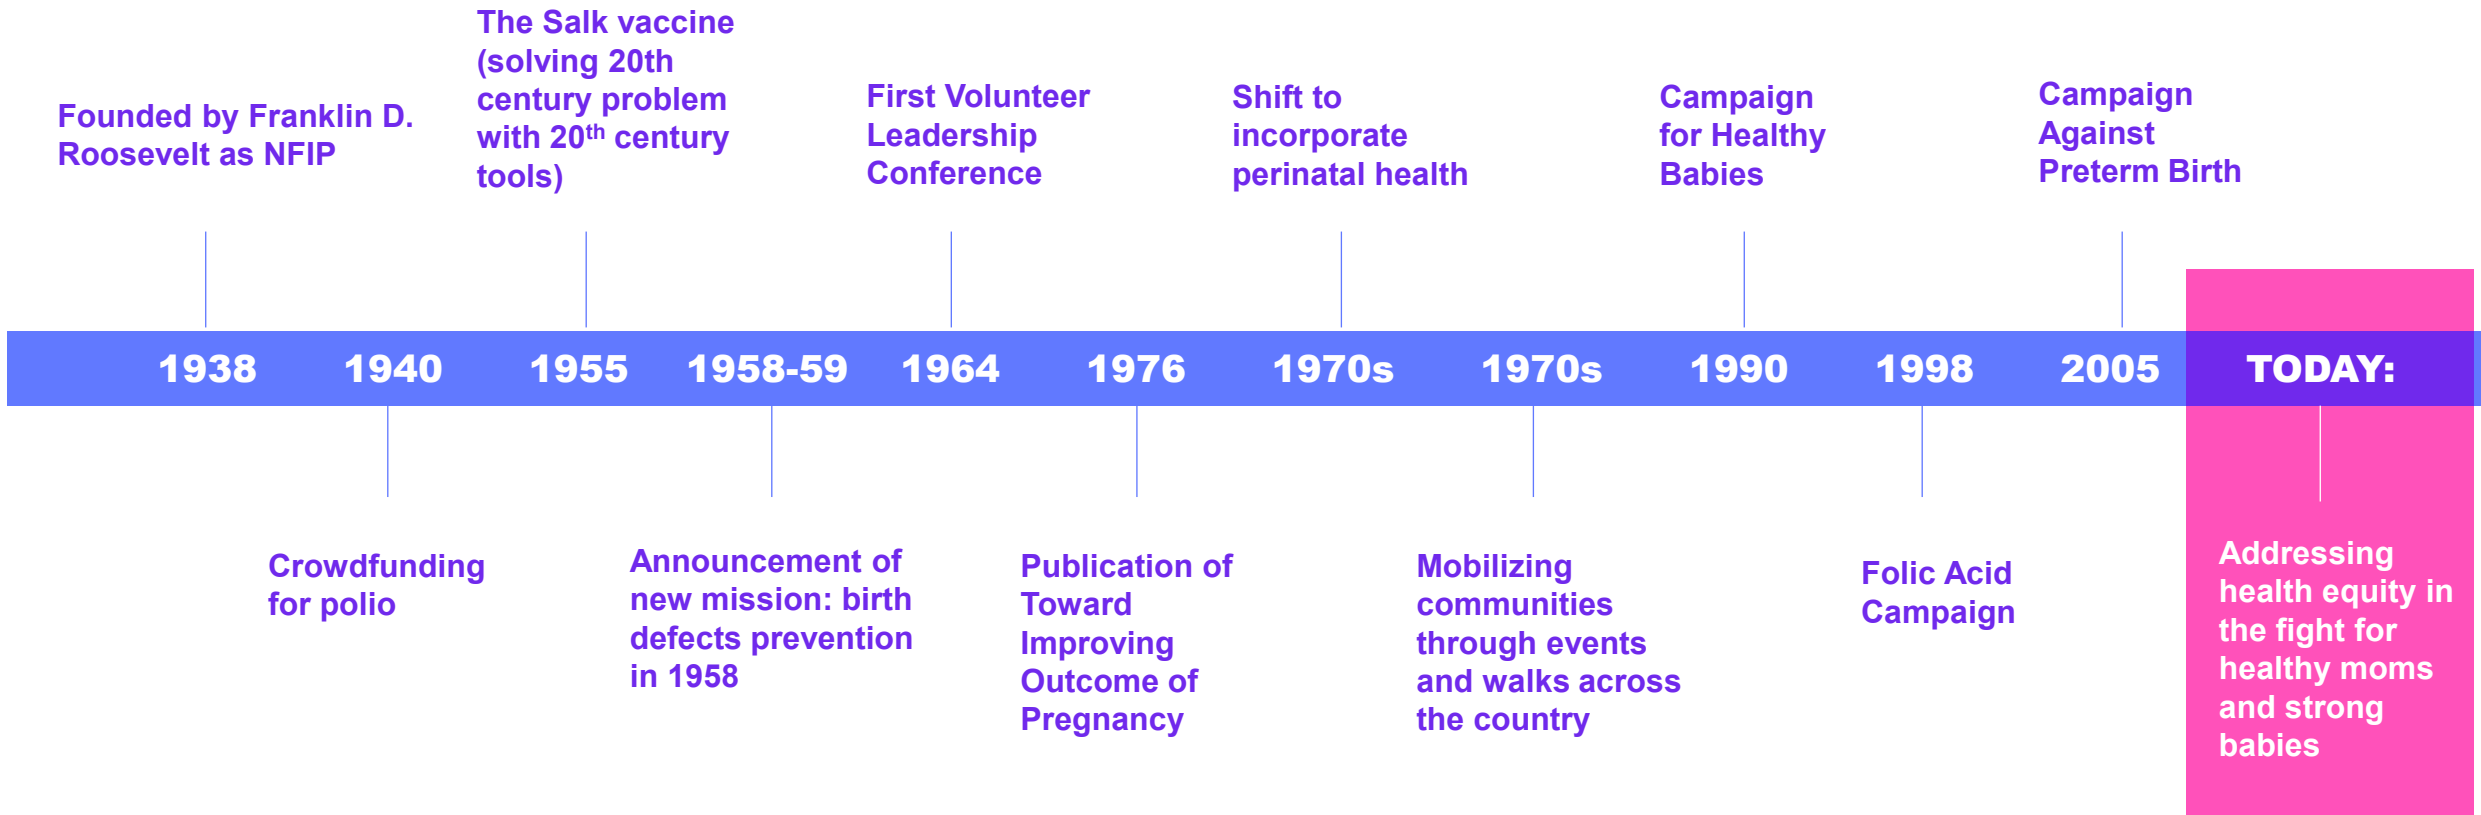 The Salk vaccine
(solving 20th
century problem
with 20th century
tools)
Founded by Franklin D.
Roosevelt as NFIP
First Volunteer
Leadership
Conference
Shift to
incorporate
perinatal health
Campaign
for Healthy
Babies
Campaign
Against
Preterm Birth
1938 1940 1955 1958-59 1964 1976 1970s 1970s 1990 1998 2005 TODAY:
Crowdfunding
for polio
Announcement of
new mission: birth
defects prevention
in 1958
Publication of
Toward
Improving
Outcome of
Pregnancy
Mobilizing
communities
through events
and walks across
the country
Folic Acid
Campaign
Addressing
health equity in
the fight for
healthy moms
and strong
babies